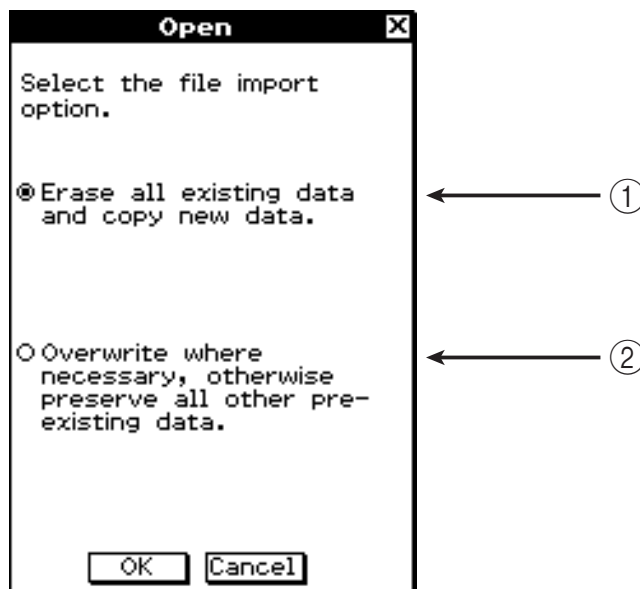 Open
Select the file import
option.
Erase all existing data
and copy new data.
①
Overwrite where
necessary, otherwise
preserve all other pre-
existing data.
②
OK Cancel